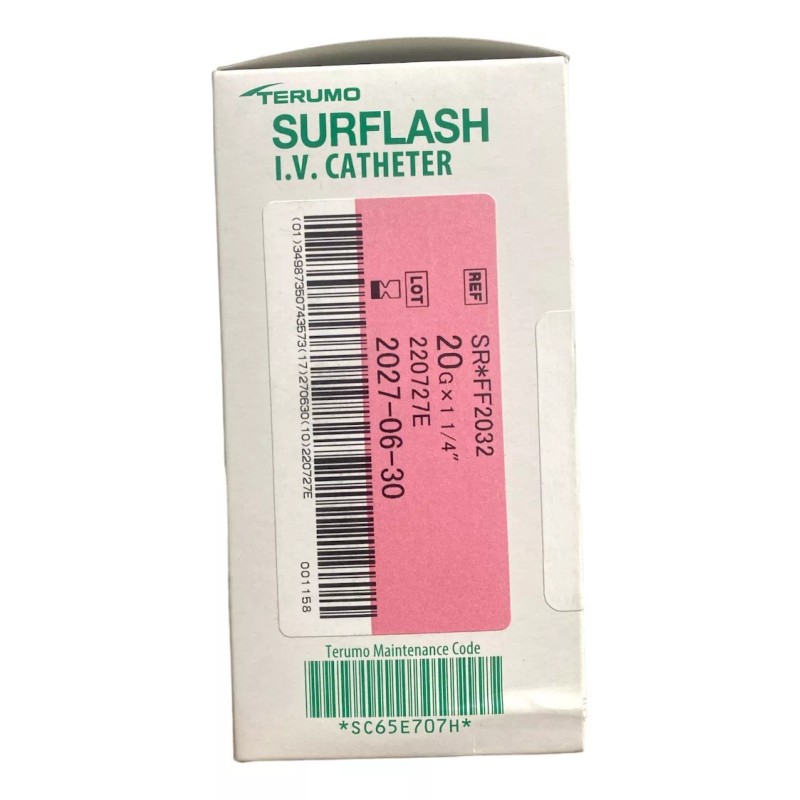 TERUMO
SURFLASH
I.V. CATHETER
REF SR*FF2032
20G×1 1/4"
LOT 220727E
2027-06-30
(01)34987350743573(17)270630(10)220727E
001158
Terumo Maintenance Code
*SC65E707H*